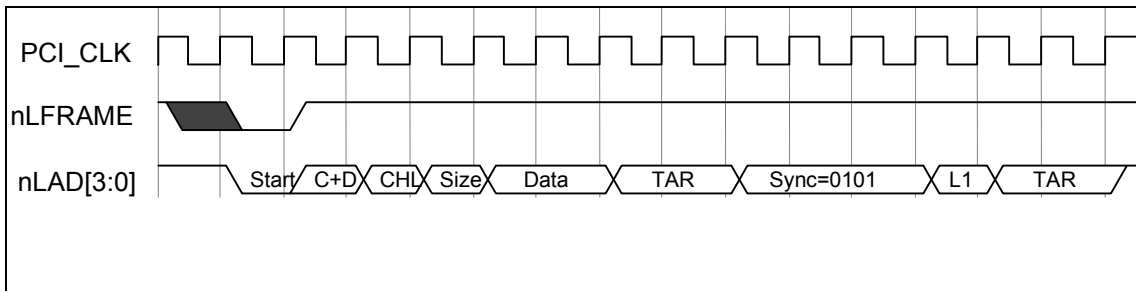 PCI_CLK
nLFRAME
nLAD[3:0] Start C+D CHL Size Data TAR Sync=0101 L1 TAR